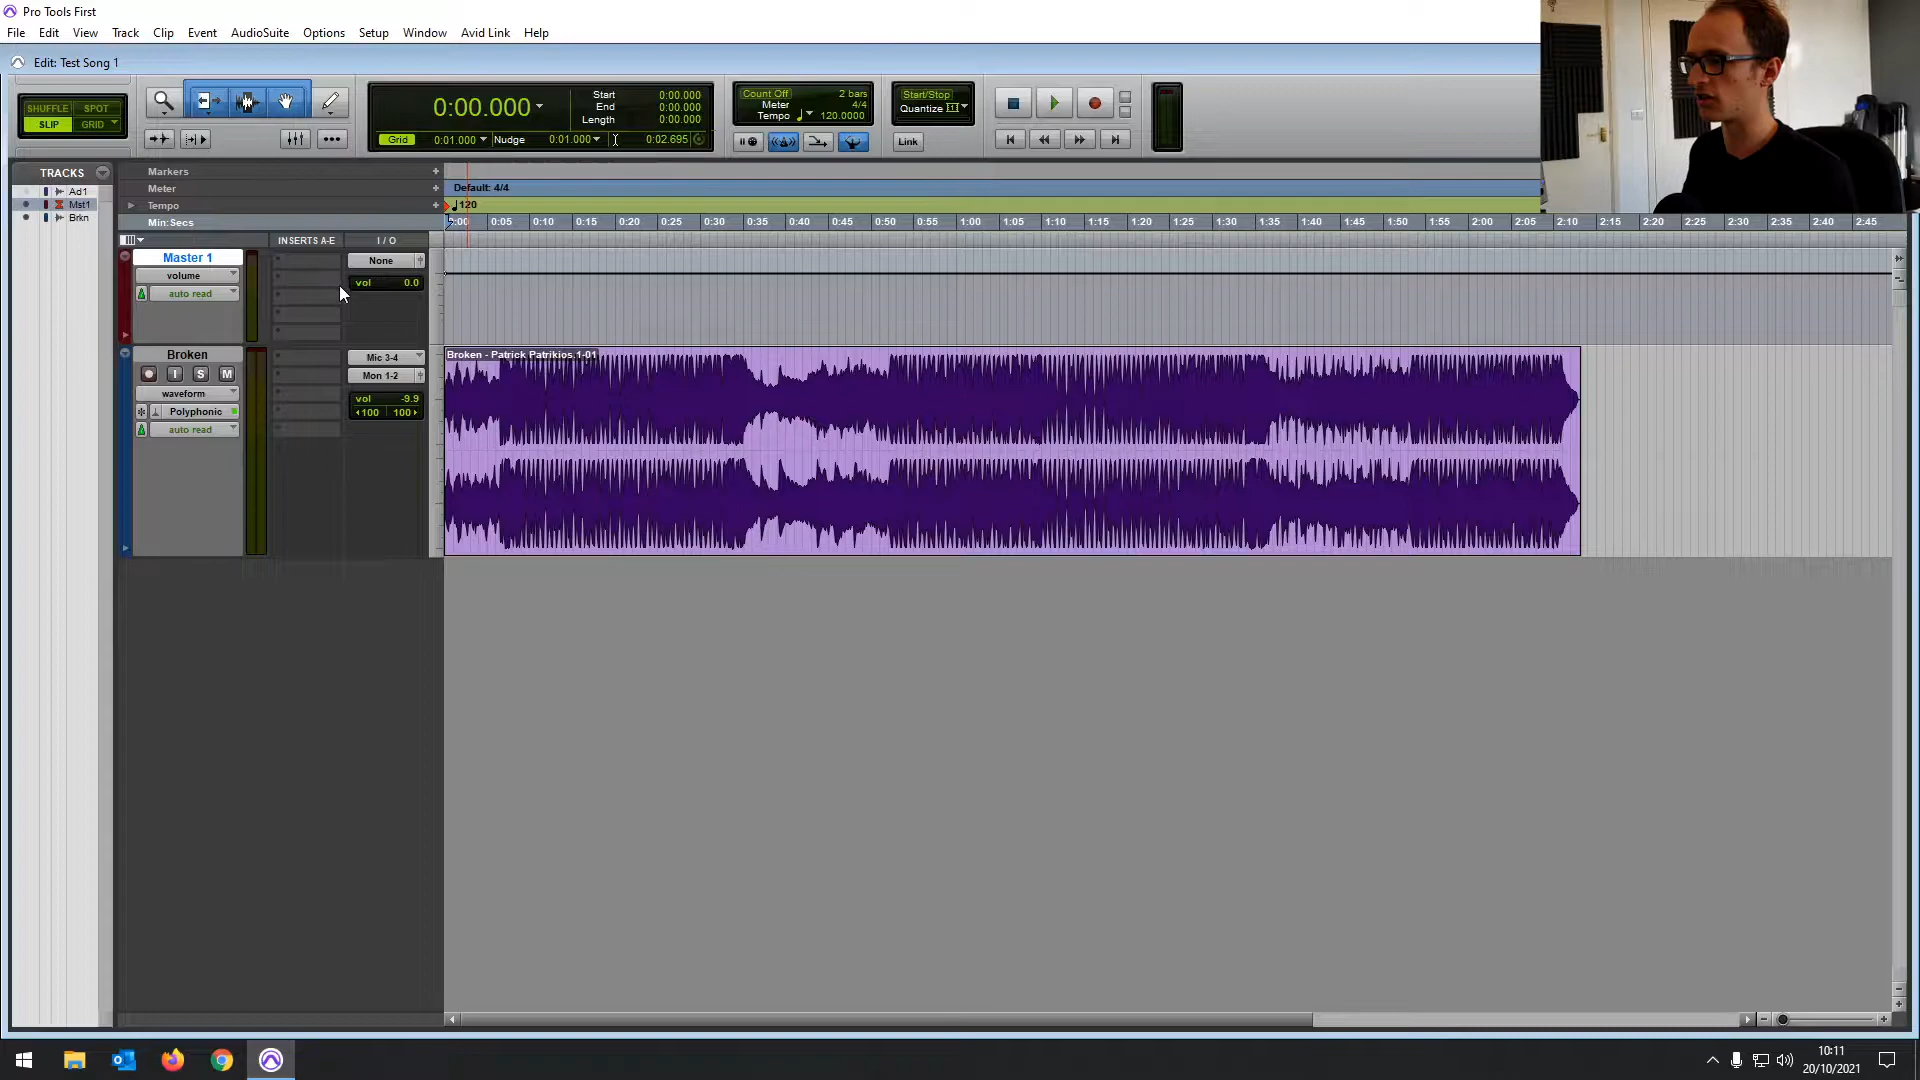 Pro Tools First
File Edit View Track Clip Event AudioSuite Options Setup Window Avid Link Help
Edit: Test Song 1
SHUFFLE SPOT
SLIP GRID
0:00.000
Start 0:00.000
End 0:00.000
Length 0:00.000
Grid 0:01.000 Nudge 0:01.000 0:02.695
Count Off 2 bars
Meter 4/4
Tempo 120.0000
Start/Stop
Quantize
Link
TRACKS
Ad1
Mst1
Brkn
Markers +
Meter + Default: 4/4
Tempo + 120
Min:Secs 0:05 0:10 0:15 0:20 0:25 0:30 0:35 0:40 0:45 0:50 0:55 1:00 1:05 1:10 1:15 1:20 1:25 1:30 1:35 1:40 1:45 1:50 1:55 2:00 2:05 2:10 2:15 2:20 2:25 2:30 2:35 2:40 2:45
INSERTS A-E I / O
Master 1 None
volume vol 0.0
auto read
Broken Mic 3-4 Broken - Patrick Patrikios.1-01
I S M Mon 1-2
waveform vol -9.9
Polyphonic 100 100
auto read
10:11
20/10/2021